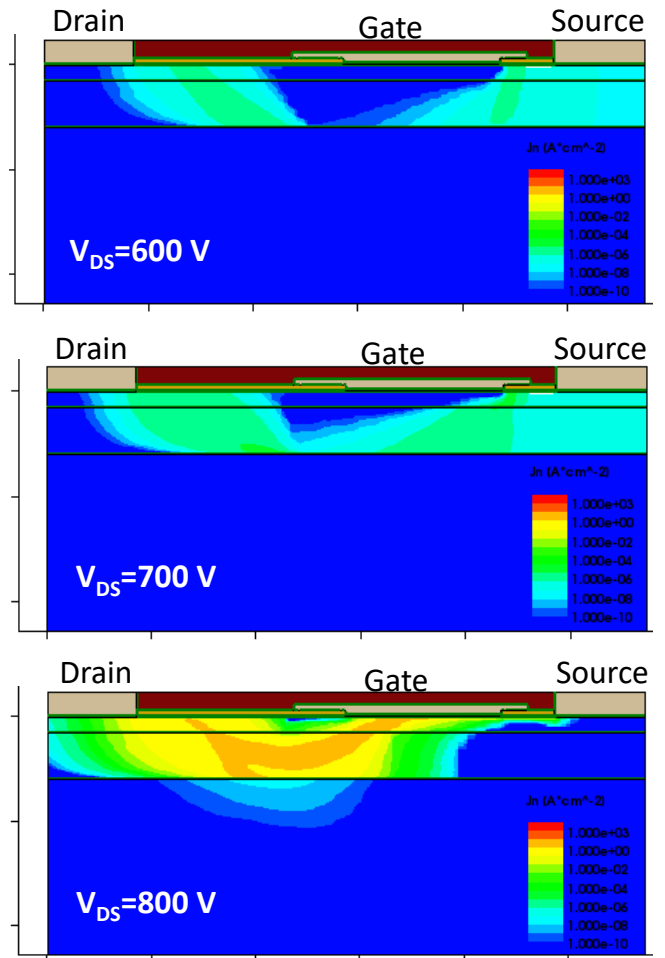 Drain Gate Source
Jn (A*cm^-2)
1.000e+03
1.000e+00
1.000e-02
1.000e-04
1.000e-06
1.000e-08
1.000e-10
V_DS=600 V
Drain Gate Source
Jn (A*cm^-2)
1.000e+03
1.000e+00
1.000e-02
1.000e-04
1.000e-06
1.000e-08
1.000e-10
V_DS=700 V
Drain Gate Source
Jn (A*cm^-2)
1.000e+03
1.000e+00
1.000e-02
1.000e-04
1.000e-06
1.000e-08
1.000e-10
V_DS=800 V